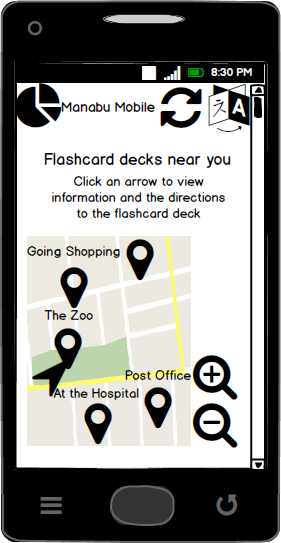 8:30 PM
Manabu Mobile
文 A
Flashcard decks near you
Click an arrow to view
information and the directions
to the flashcard deck
Going Shopping
The Zoo
Post Office
At the Hospital